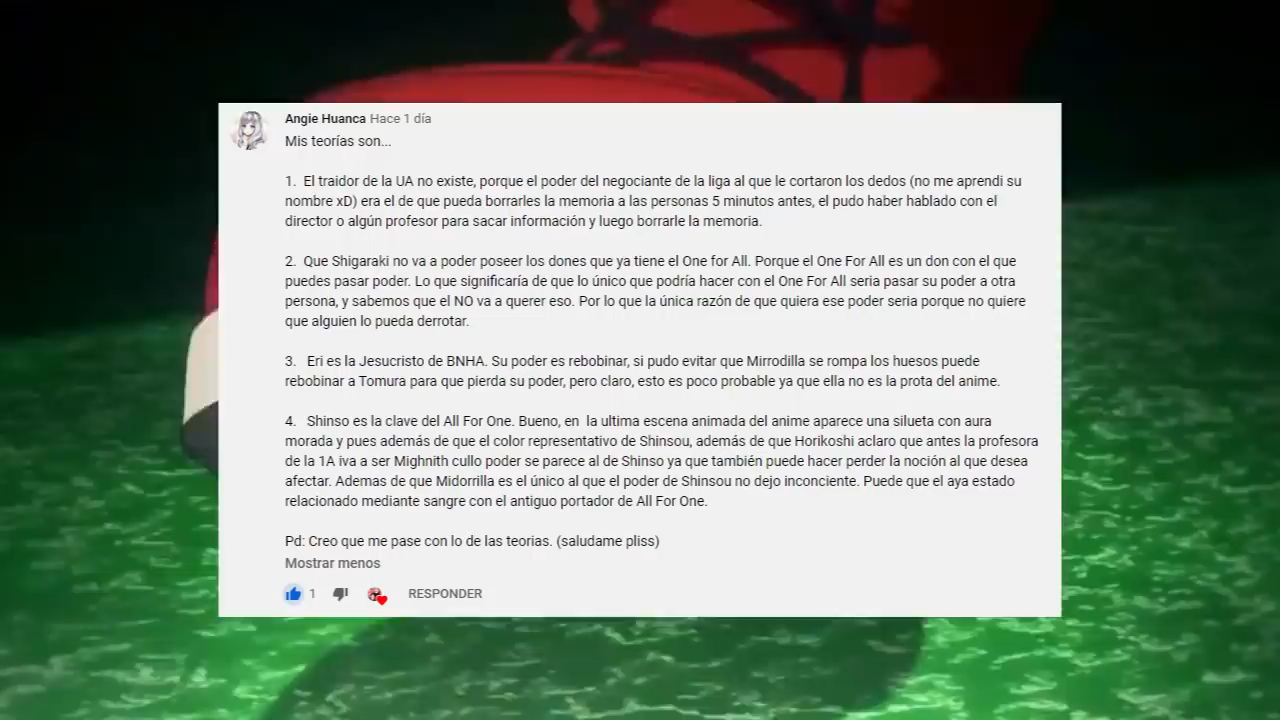 Angie Huanca Hace 1 día
Mis teorías son...
1. El traidor de la UA no existe, porque el poder del negociante de la liga al que le cortaron los dedos (no me aprendi su
nombre xD) era el de que pueda borrarles la memoria a las personas 5 minutos antes, el pudo haber hablado con el
director o algún profesor para sacar información y luego borrarle la memoria.
2. Que Shigaraki no va a poder poseer los dones que ya tiene el One for All. Porque el One For All es un don con el que
puedes pasar poder. Lo que significaría de que lo único que podría hacer con el One For All seria pasar su poder a otra
persona, y sabemos que el NO va a querer eso. Por lo que la única razón de que quiera ese poder seria porque no quiere
que alguien lo pueda derrotar.
3. Eri es la Jesucristo de BNHA. Su poder es rebobinar, si pudo evitar que Mirrodilla se rompa los huesos puede
rebobinar a Tomura para que pierda su poder, pero claro, esto es poco probable ya que ella no es la prota del anime.
4. Shinso es la clave del All For One. Bueno, en la ultima escena animada del anime aparece una silueta con aura
morada y pues además de que el color representativo de Shinsou, además de que Horikoshi aclaro que antes la profesora
de la 1A iva a ser Mighnith cullo poder se parece al de Shinso ya que también puede hacer perder la noción al que desea
afectar. Ademas de que Midorrilla es el único al que el poder de Shinsou no dejo inconciente. Puede que el aya estado
relacionado mediante sangre con el antiguo portador de All For One.
Pd: Creo que me pase con lo de las teorias. (saludame pliss)
Mostrar menos
1 RESPONDER